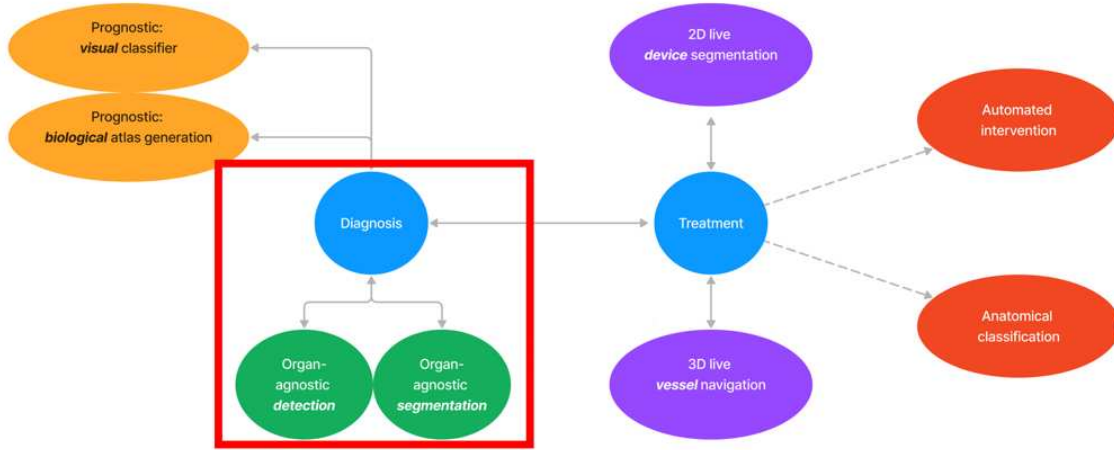 Prognostic:
visual classifier
Prognostic:
biological atlas generation
2D live
device segmentation
Automated
intervention
Diagnosis
Treatment
Organ-
agnostic
detection
Organ-
agnostic
segmentation
3D live
vessel navigation
Anatomical
classification